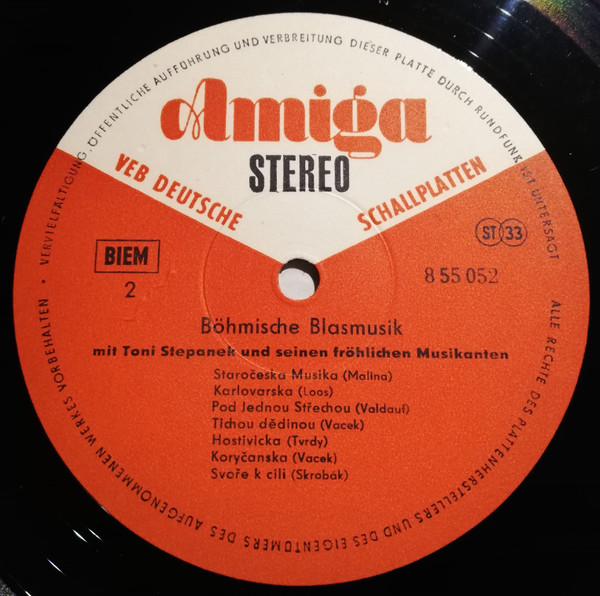 VERVIELFÄLTIGUNG, ÖFFENTLICHE AUFFÜHRUNG UND VERBREITUNG DIESER PLATTE DURCH RUNDFUNK IST UNTERSAGT
Amiga
STEREO
VEB DEUTSCHE SCHALLPLATTEN
BIEM
ST 33
2
8 55 052
Böhmische Blasmusik
mit Toni Stepanek und seinen fröhlichen Musikanten
Staročeska Musika (Malina)
Karlovarska (Loos)
Pod Jednou Střechou (Valdauf)
Tichou dědinou (Vacek)
Hostivicka (Tvrdy)
Koryčanska (Vacek)
Svoře k cili (Skrobák)
ALLE RECHTE DES PLATTENHERSTELLERS UND DES EIGENTÜMERS DES AUFGENOMMENEN WERKES VORBEHALTEN •